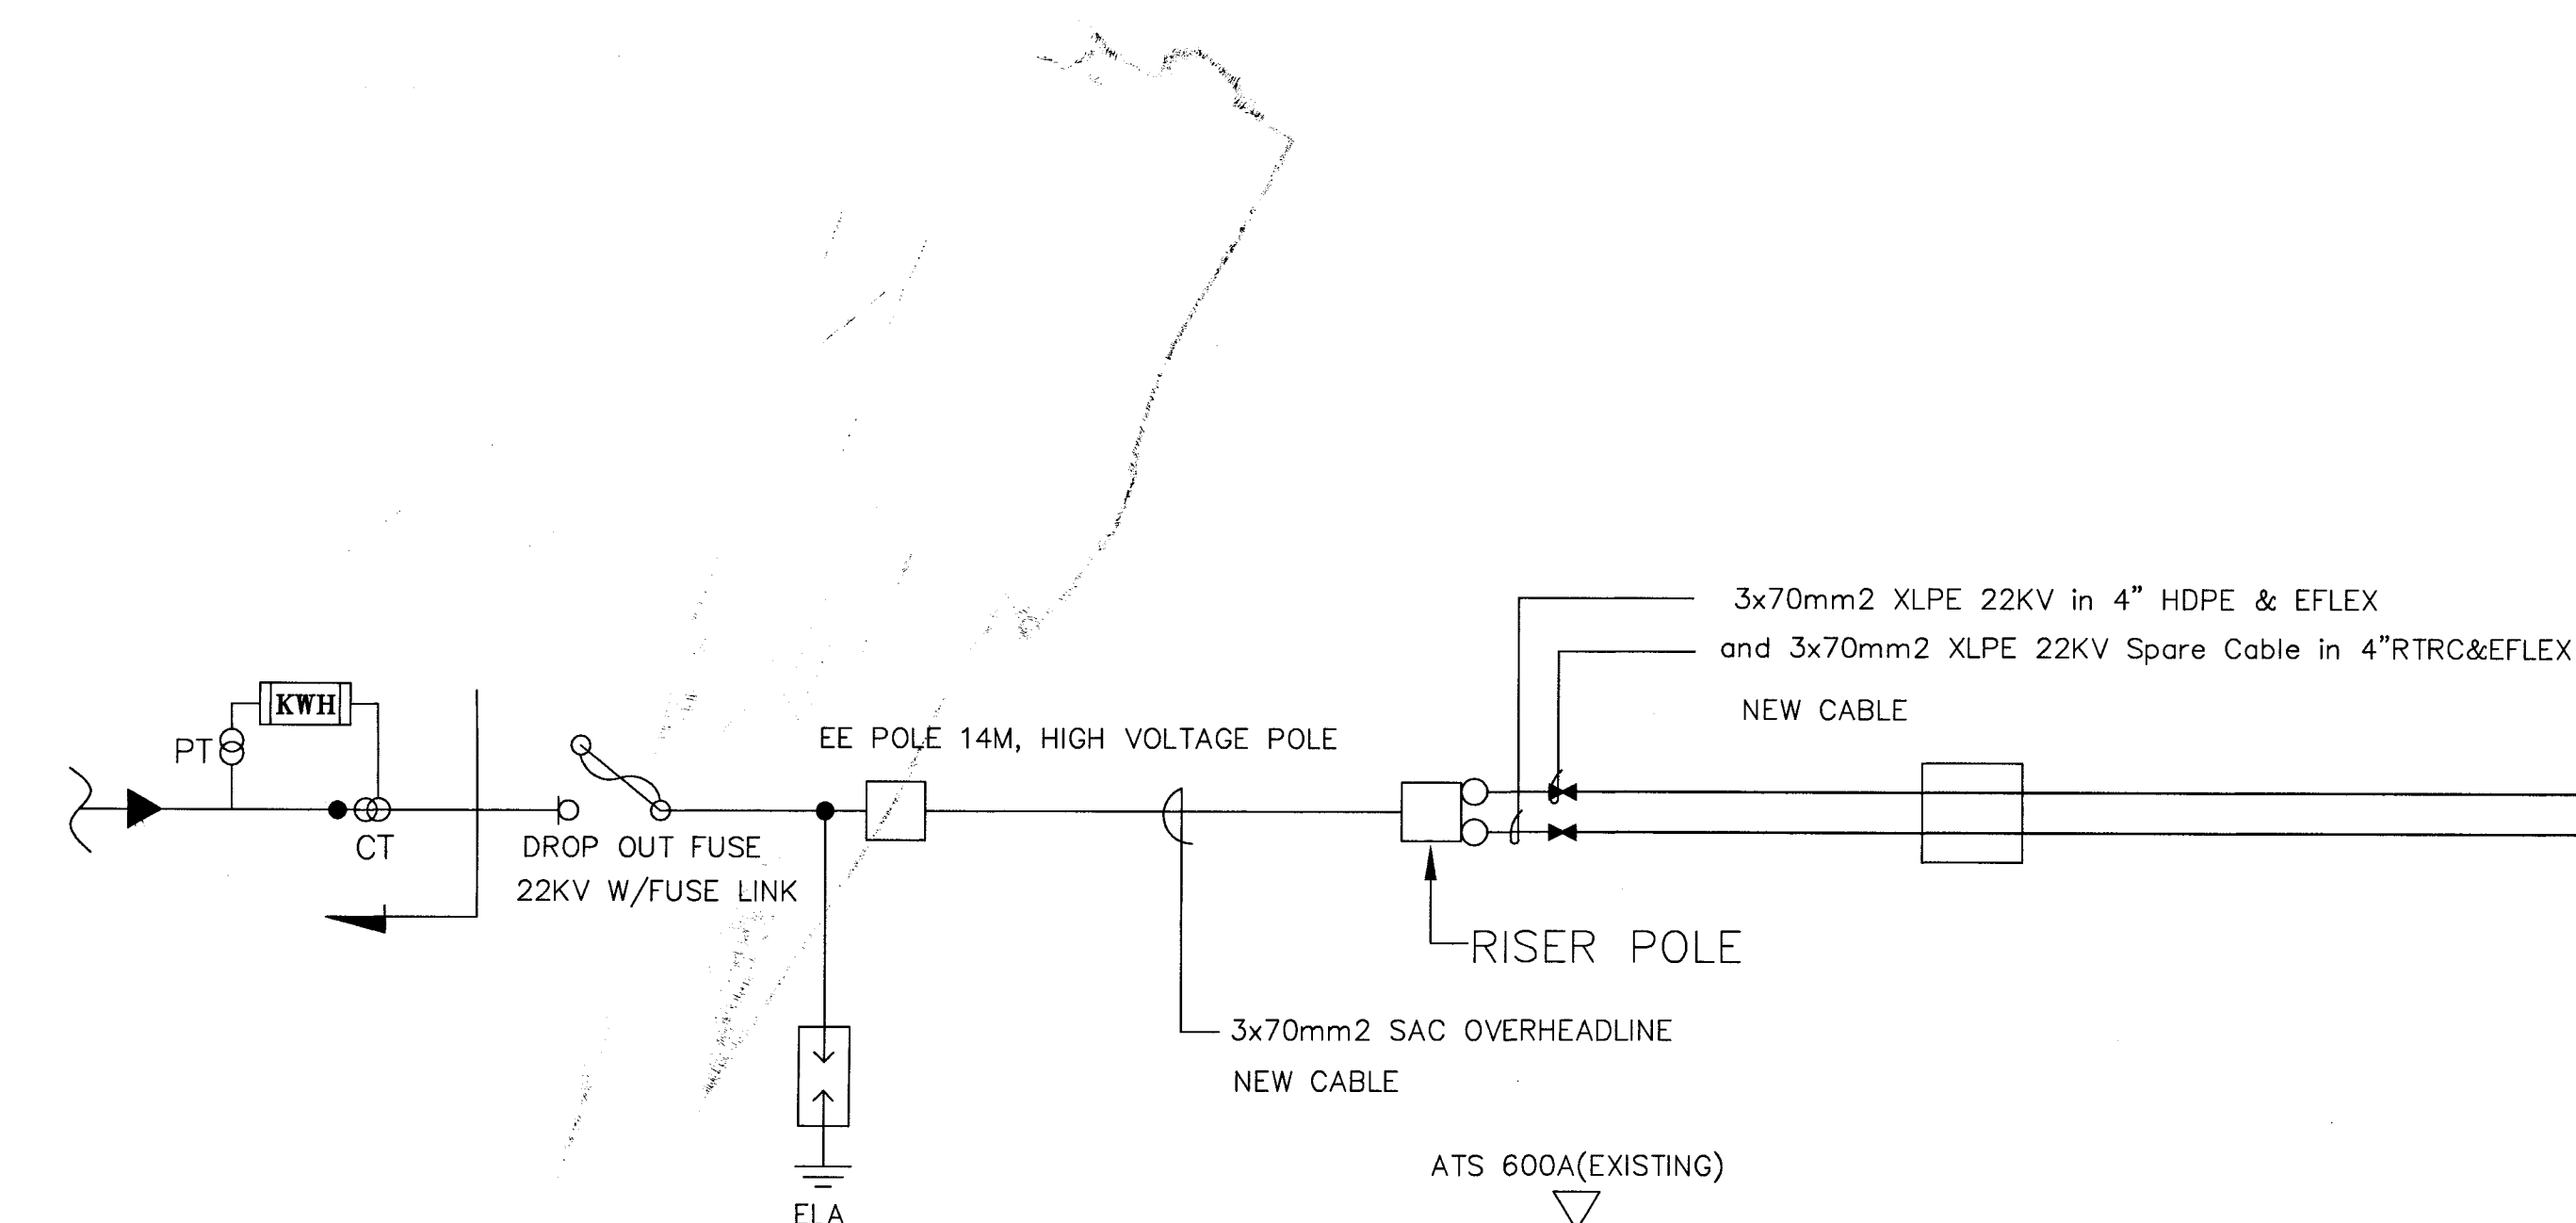 3x70mm2 XLPE 22KV in 4” HDPE & EFLEX
and 3x70mm2 XLPE 22KV Spare Cable in 4”RTRC&EFLEX
NEW CABLE
KWH
PT
EE POLE 14M, HIGH VOLTAGE POLE
CT
DROP OUT FUSE
22KV W/FUSE LINK
RISER POLE
3x70mm2 SAC OVERHEADLINE
NEW CABLE
ATS 600A(EXISTING)
ELA